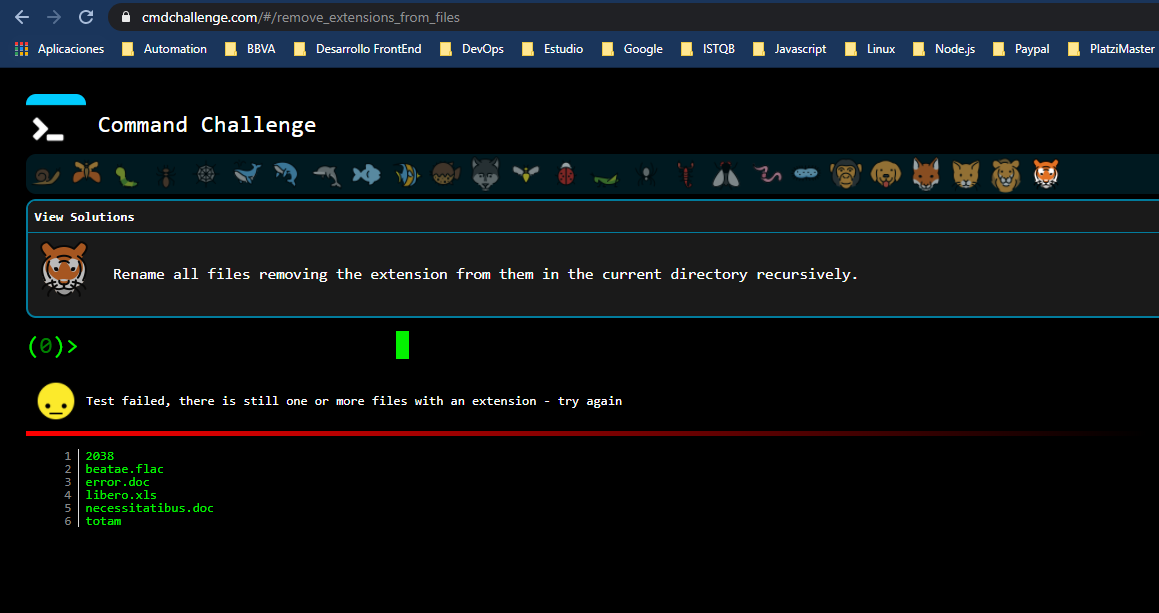 cmdchallenge.com/#/remove_extensions_from_files
Aplicaciones Automation BBVA Desarrollo FrontEnd DevOps Estudio Google ISTQB Javascript Linux Node.js Paypal PlatziMaster
Command Challenge
View Solutions
Rename all files removing the extension from them in the current directory recursively.
(0)>
Test failed, there is still one or more files with an extension - try again
1 2038
2 beatae.flac
3 error.doc
4 libero.xls
5 necessitatibus.doc
6 totam